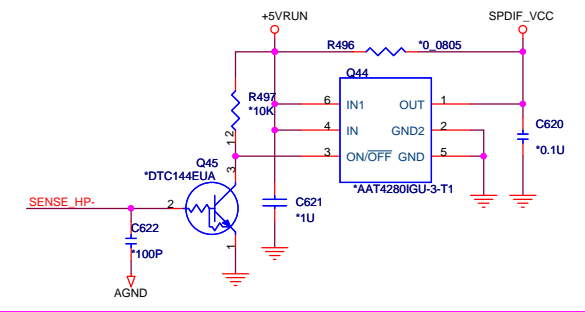 +5VRUN
SPDIF_VCC
R496
*0_0805
Q44
R497
*10K
6
IN1
OUT
1
4
IN
GND2
2
C620
*0.1U
1 2
3
ON/OFF
GND
5
Q45
*DTC144EUA
3
*AAT4280IGU-3-T1
SENSE_HP-
2
C621
*1U
C622
*100P
1
AGND